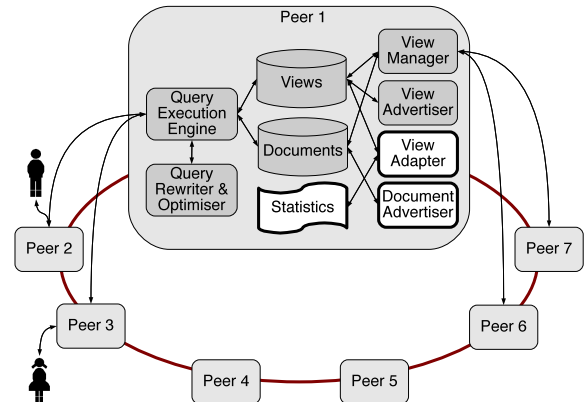 Peer 1
Query
Execution
Engine
Query
Rewriter &
Optimiser
Views
Documents
Statistics
View
Manager
View
Advertiser
View
Adapter
Document
Advertiser
Peer 2
Peer 3
Peer 4
Peer 5
Peer 6
Peer 7